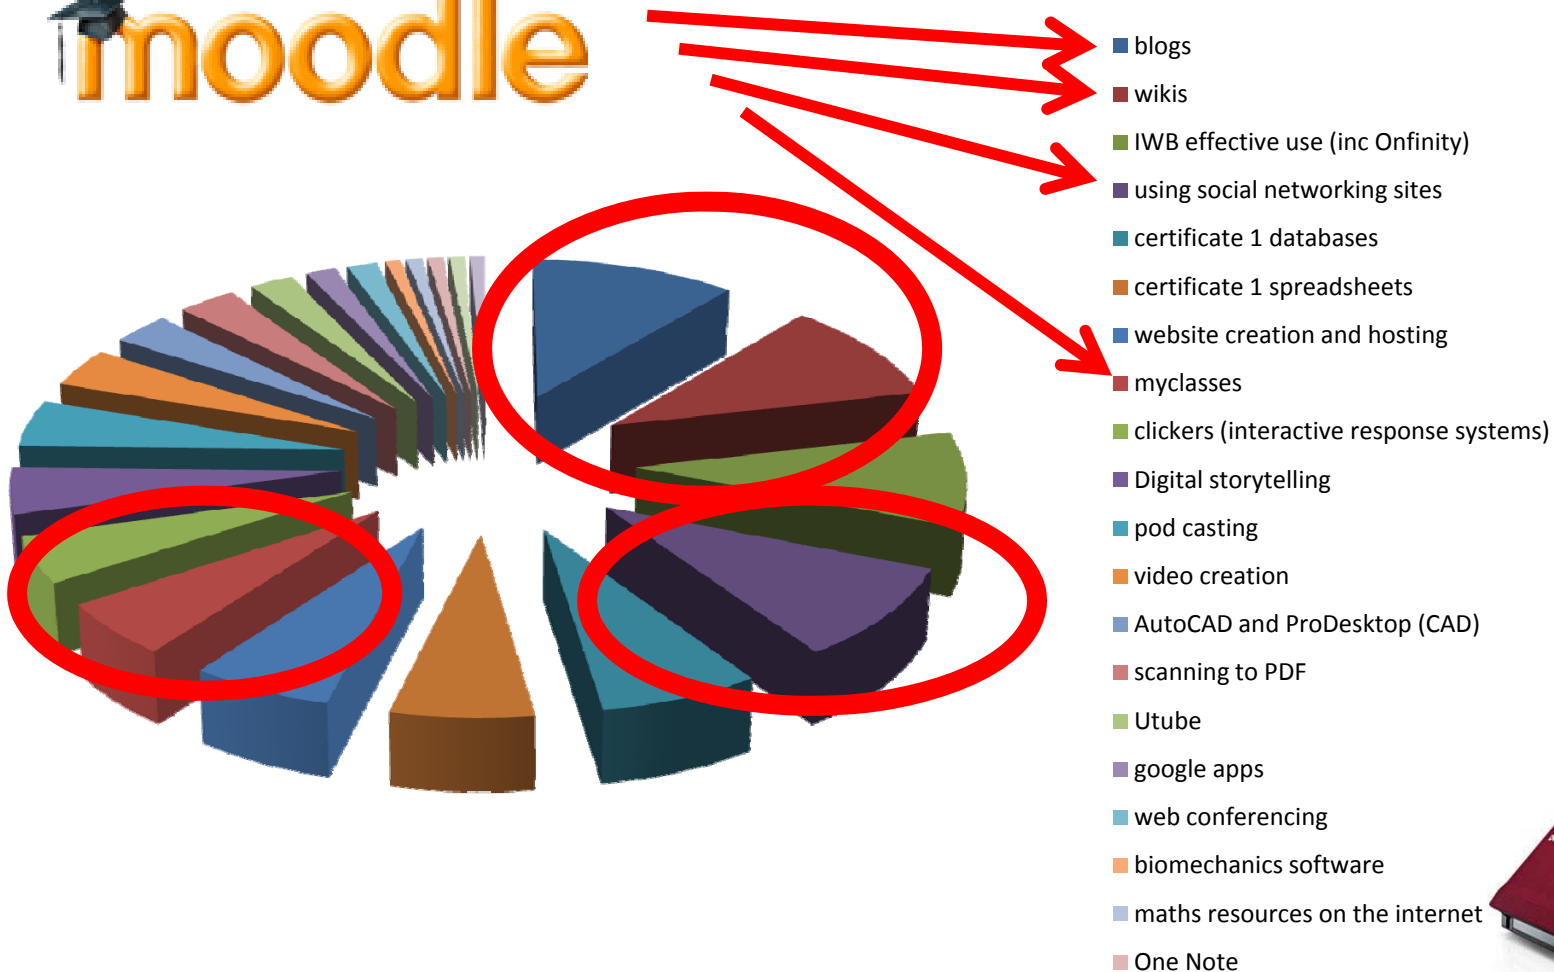 moodle
blogs
wikis
IWB effective use (inc Onfinity)
using social networking sites
certificate 1 databases
certificate 1 spreadsheets
website creation and hosting
myclasses
clickers (interactive response systems)
Digital storytelling
pod casting
video creation
AutoCAD and ProDesktop (CAD)
scanning to PDF
Utube
google apps
web conferencing
biomechanics software
maths resources on the internet
One Note